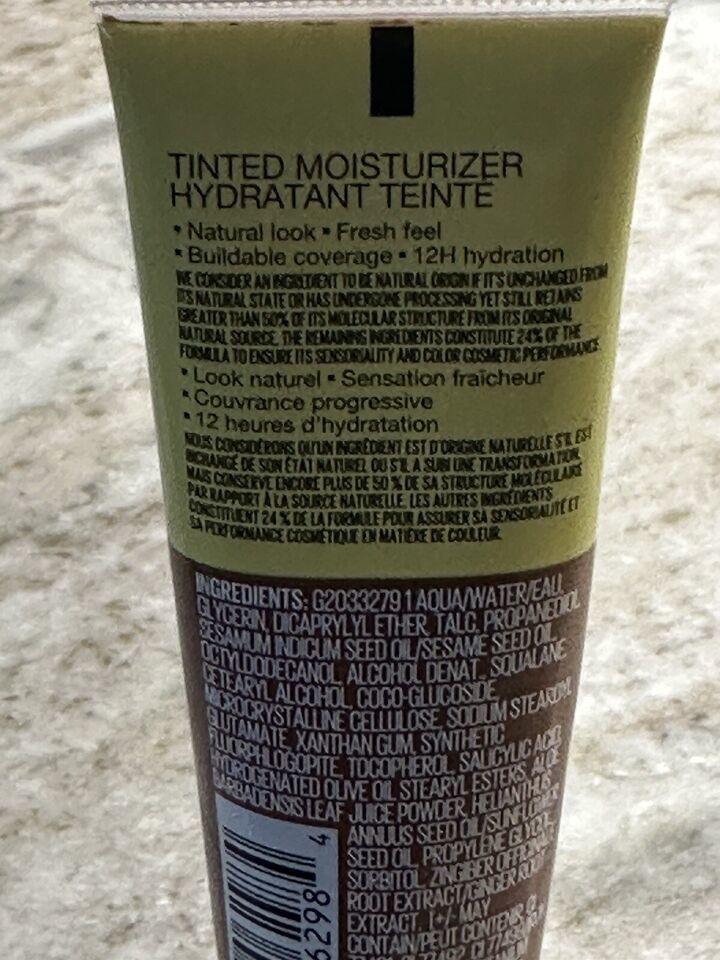 TINTED MOISTURIZER
HYDRATANT TEINTÉ
• Natural look • Fresh feel
• Buildable coverage • 12H hydration
WE CONSIDER AN INGREDIENT TO BE NATURAL ORIGIN IF IT'S UNCHANGED FROM
ITS NATURAL STATE OR HAS UNDERGONE PROCESSING YET STILL RETAINS
GREATER THAN 50% OF ITS MOLECULAR STRUCTURE FROM ITS ORIGINAL
NATURAL SOURCE. THE REMAINING INGREDIENTS CONSTITUTE 24% OF THE
FORMULA TO ENSURE ITS SENSORIALITY AND COLOR COSMETIC PERFORMANCE.
• Look naturel • Sensation fraîcheur
• Couvrance progressive
• 12 heures d'hydratation
NOUS CONSIDÉRONS QU'UN INGRÉDIENT EST D'ORIGINE NATURELLE S'IL EST
INCHANGÉ DE SON ÉTAT NATUREL OU S'IL A SUBI UNE TRANSFORMATION,
MAIS CONSERVE ENCORE PLUS DE 50 % DE SA STRUCTURE MOLÉCULAIRE
PAR RAPPORT À LA SOURCE NATURELLE. LES AUTRES INGRÉDIENTS
CONSTITUENT 24 % DE LA FORMULE POUR ASSURER SA SENSORIALITÉ ET
SA PERFORMANCE COSMÉTIQUE EN MATIÈRE DE COULEUR.
INGREDIENTS: G2033279 1 AQUA/WATER/EAU,
GLYCERIN, DICAPRYLYL ETHER, TALC, PROPANEDIOL,
SESAMUM INDICUM SEED OIL/SESAME SEED OIL,
OCTYLDODECANOL, ALCOHOL DENAT., SQUALANE,
CETEARYL ALCOHOL, COCO-GLUCOSIDE,
MICROCRYSTALLINE CELLULOSE, SODIUM STEAROYL
GLUTAMATE, XANTHAN GUM, SYNTHETIC
FLUORPHLOGOPITE, TOCOPHEROL, SALICYLIC ACID,
HYDROGENATED OLIVE OIL STEARYL ESTERS, ALOE
BARBADENSIS LEAF JUICE POWDER, HELIANTHUS
ANNUUS SEED OIL/SUNFLOWER
SEED OIL, PROPYLENE GLYCOL,
SORBITOL, ZINGIBER OFFICINALE
ROOT EXTRACT/GINGER ROOT
EXTRACT. [+/- MAY
CONTAIN/PEUT CONTENIR: CI
6298 4